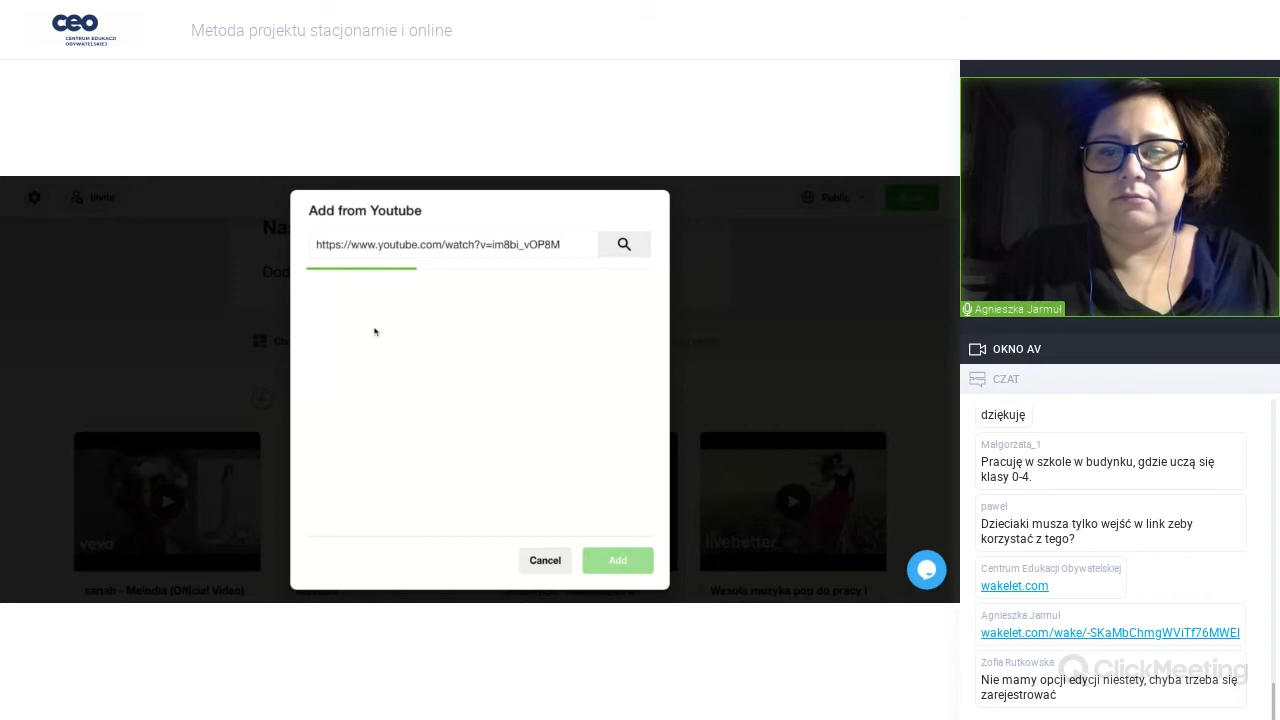 ceo
CENTRUM EDUKACJI
OBYWATELSKIEJ
Metoda projektu stacjonarnie i online
Invite
Public
Add from Youtube
https://www.youtube.com/watch?v=im8bi_vOP8M
Cancel
Add
vevo
livebetter
sanah - Melodia (Official Video)
Wesoła muzyka pop do pracy i
Agnieszka Jarmuł
OKNO AV
CZAT
dziękuję
Małgorzata_1
Pracuję w szkole w budynku, gdzie uczą się
klasy 0-4.
paweł
Dzieciaki musza tylko wejść w link zeby
korzystać z tego?
Centrum Edukacji Obywatelskiej
wakelet.com
Agnieszka Jarmuł
wakelet.com/wake/-SKaMbChmgWViTf76MWEl
Zofia Rutkowska
Nie mamy opcji edycji niestety, chyba trzeba się
zarejestrować
ClickMeeting